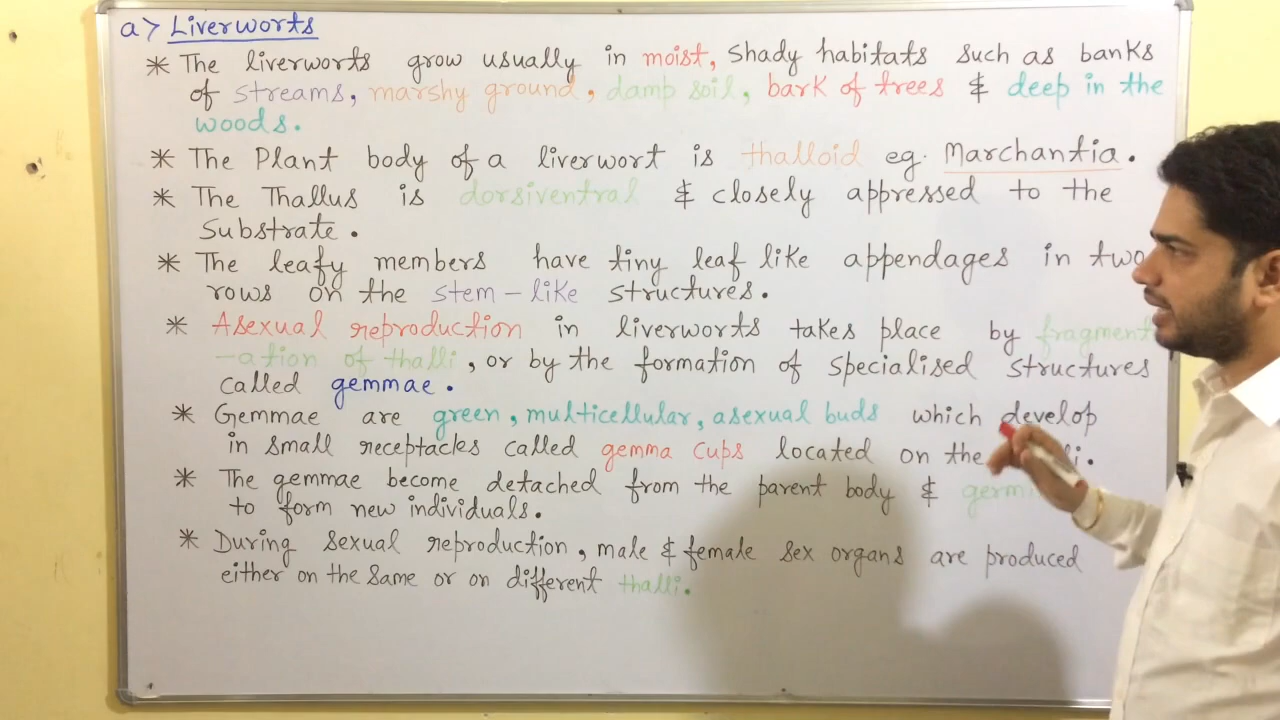 a> Liverworts
* The liverworts grow usually in moist, shady habitats such as banks
of streams, marshy ground, damp soil, bark of trees & deep in the
woods.
* The Plant body of a liverwort is thalloid eg. Marchantia.
* The Thallus is dorsiventral & closely appressed to the
Substrate.
* The leafy members have tiny leaf like appendages in two
rows on the stem-like structures.
* Asexual reproduction in liverworts takes place by fragment
-ation of thalli, or by the formation of specialised structures
called gemmae.
* Gemmae are green, multicellular, asexual buds which develop
in small receptacks called gemma cups located on the
* The gemmae become detached from the parent body &
to form new individuals.
* During sexual reproduction, male & female sex organs are produced
either on the same or on different thalli.